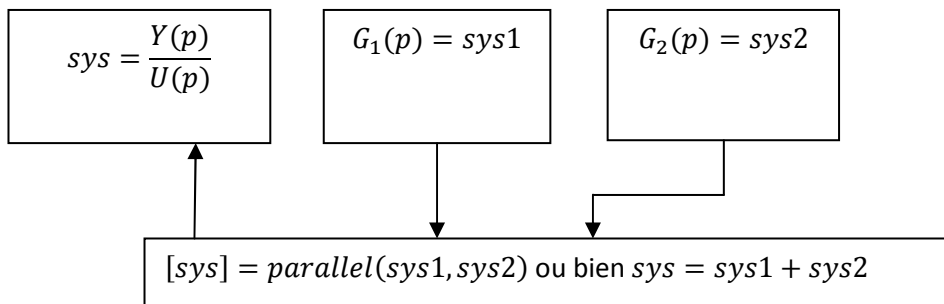 sys = Y(p)/U(p)
G₁(p) = sys1
G₂(p) = sys2
[sys] = parallel(sys1, sys2) ou bien sys = sys1 + sys2